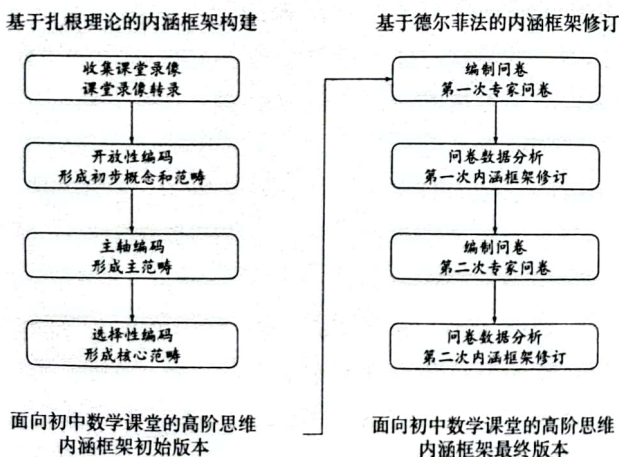 基于扎根理论的内涵框架构建
收集课堂录像
课堂录像转录
开放性编码
形成初步概念和范畴
主轴编码
形成主范畴
选择性编码
形成核心范畴
面向初中数学课堂的高阶思维
内涵框架初始版本
基于德尔菲法的内涵框架修订
编制问卷
第一次专家问卷
问卷数据分析
第一次内涵框架修订
编制问卷
第二次专家问卷
问卷数据分析
第二次内涵框架修订
面向初中数学课堂的高阶思维
内涵框架最终版本